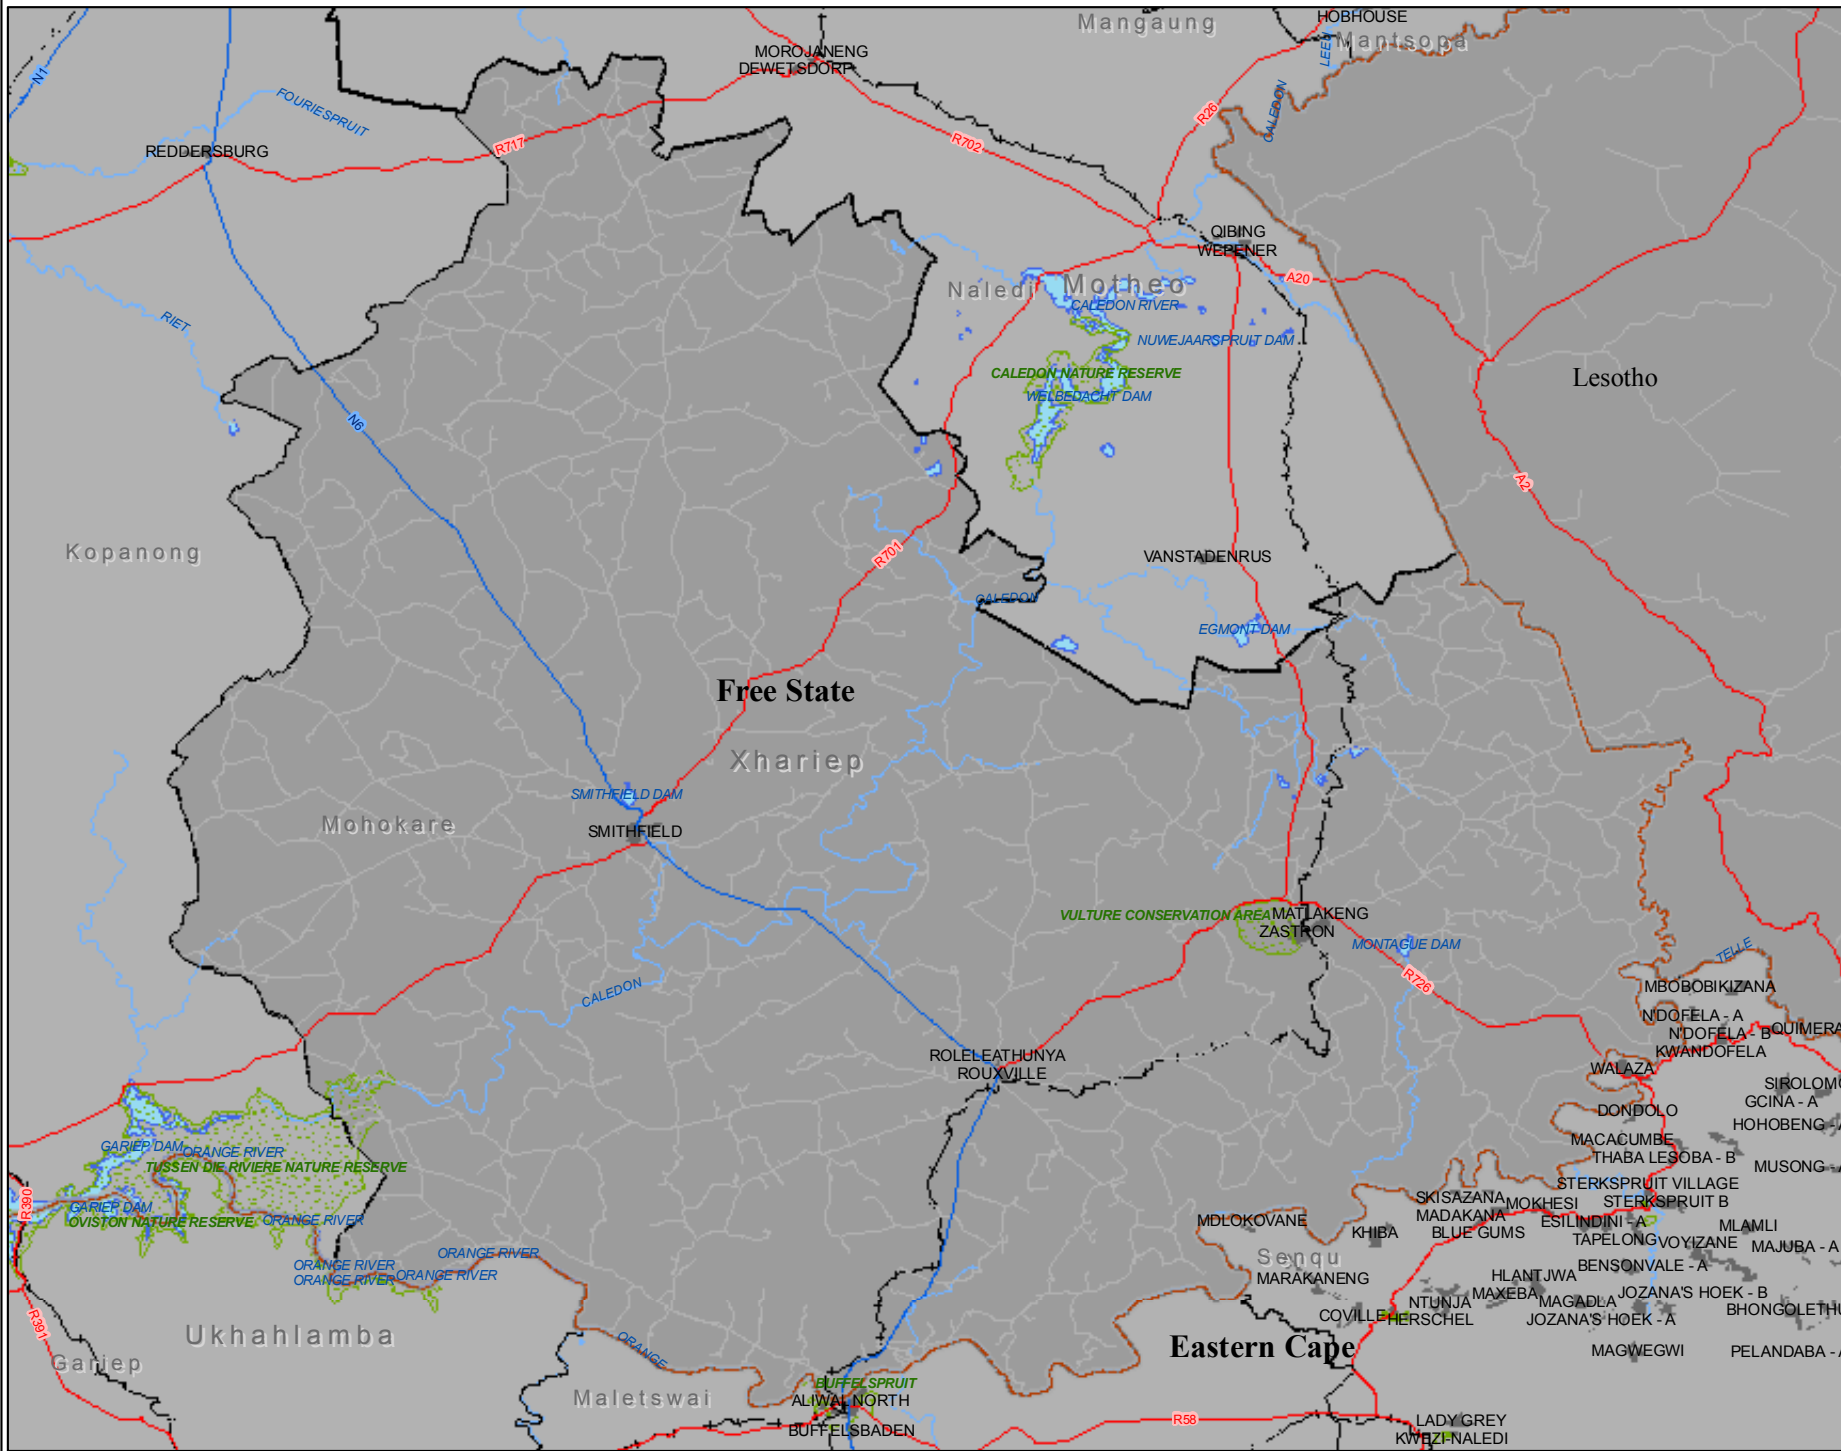 Mangaung
HOBHOUSE
Mantsopa
LEEU
MOROJANENG
DEWETSDORP
N1
FOURIESPRUIT
CALEDON
R26
REDDERSBURG
R717
R702
QIBING
WEPENER
A20
Naledi
Motheo
CALEDON RIVER
RIET
NUWEJAARSPRUIT DAM
CALEDON NATURE RESERVE
WELBEDACHT DAM
Lesotho
N6
A2
Kopanong
R701
VANSTADENRUS
CALEDON
EGMONT DAM
Free State
Xhariep
SMITHFIELD DAM
Mohokare
SMITHFIELD
VULTURE CONSERVATION AREA
MATLAKENG
ZASTRON
MONTAGUE DAM
TELLE
R726
CALEDON
MBOBOBIKIZANA
N'DOFELA - A
N'DOFELA - B
QUIMERA
KWANDOFELA
ROLELEATHUNYA
ROUXVILLE
WALAZA
SIROLOMO
GCINA - A
DONDOLO
HOHOBENG - A
MACACUMBE
THABA LESOBA - B
MUSONG - A
GARIEP DAM
ORANGE RIVER
TUSSEN DIE RIVIERE NATURE RESERVE
STERKSPRUIT VILLAGE
STERKSPRUIT B
R390
GARIEP DAM
OVISTON NATURE RESERVE
ORANGE RIVER
MDLOKOVANE
SKISAZANA
MOKHESI
MADAKANA
ESILINDINI - A
KHIBA
BLUE GUMS
MLAMLI
TAPELONG
VOYIZANE
MAJUBA - A
Senqu
ORANGE RIVER
ORANGE RIVER
ORANGE RIVER
ORANGE RIVER
MARAKANENG
BENSONVALE - A
HLANTJWA
MAXEBA
JOZANA'S HOEK - B
NTUNJA
MAGADLA
BHONGOLETHU
COVILLE
HERSCHEL
JOZANA'S HOEK - A
R391
Ukhahlamba
ORANGE
Eastern Cape
MAGWEGWI
PELANDABA - A
Gariep
Maletswai
BUFFELSPRUIT
ALIWAL NORTH
BUFFELSBADEN
R58
LADY GREY
KWEZI-NALEDI